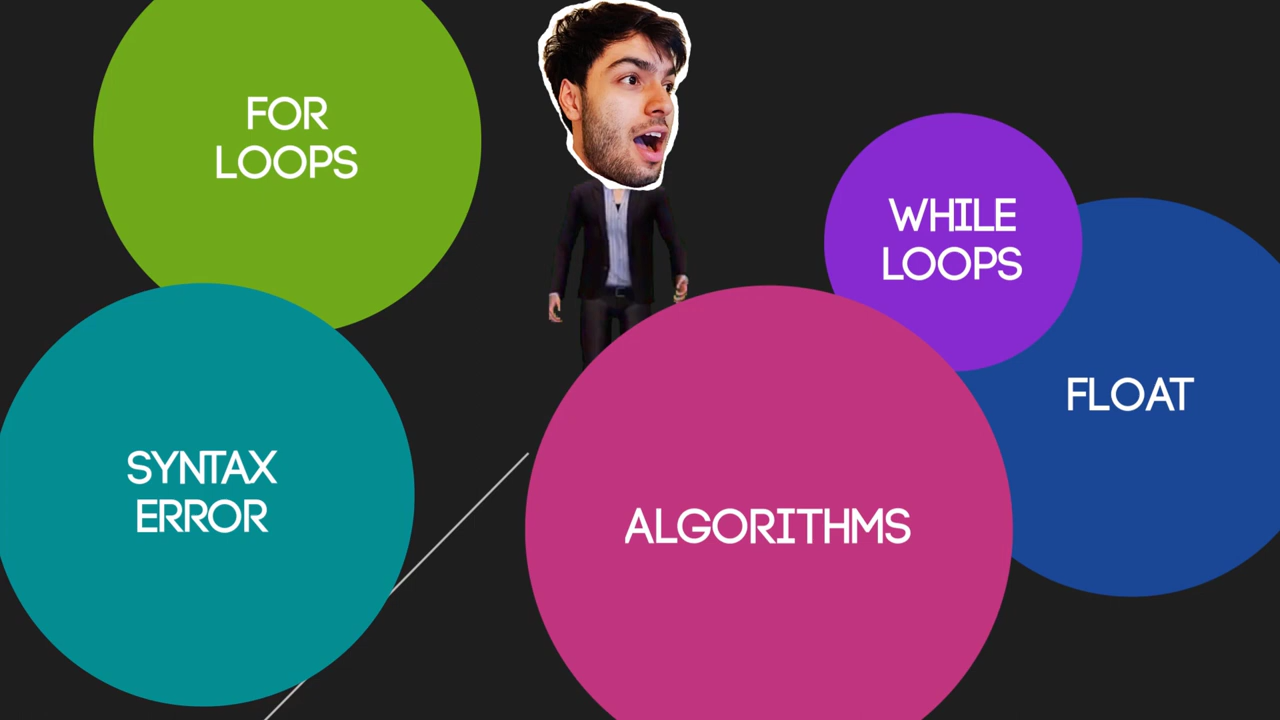 FOR
LOOPS
WHILE
LOOPS
FLOAT
SYNTAX
ERROR
ALGORITHMS